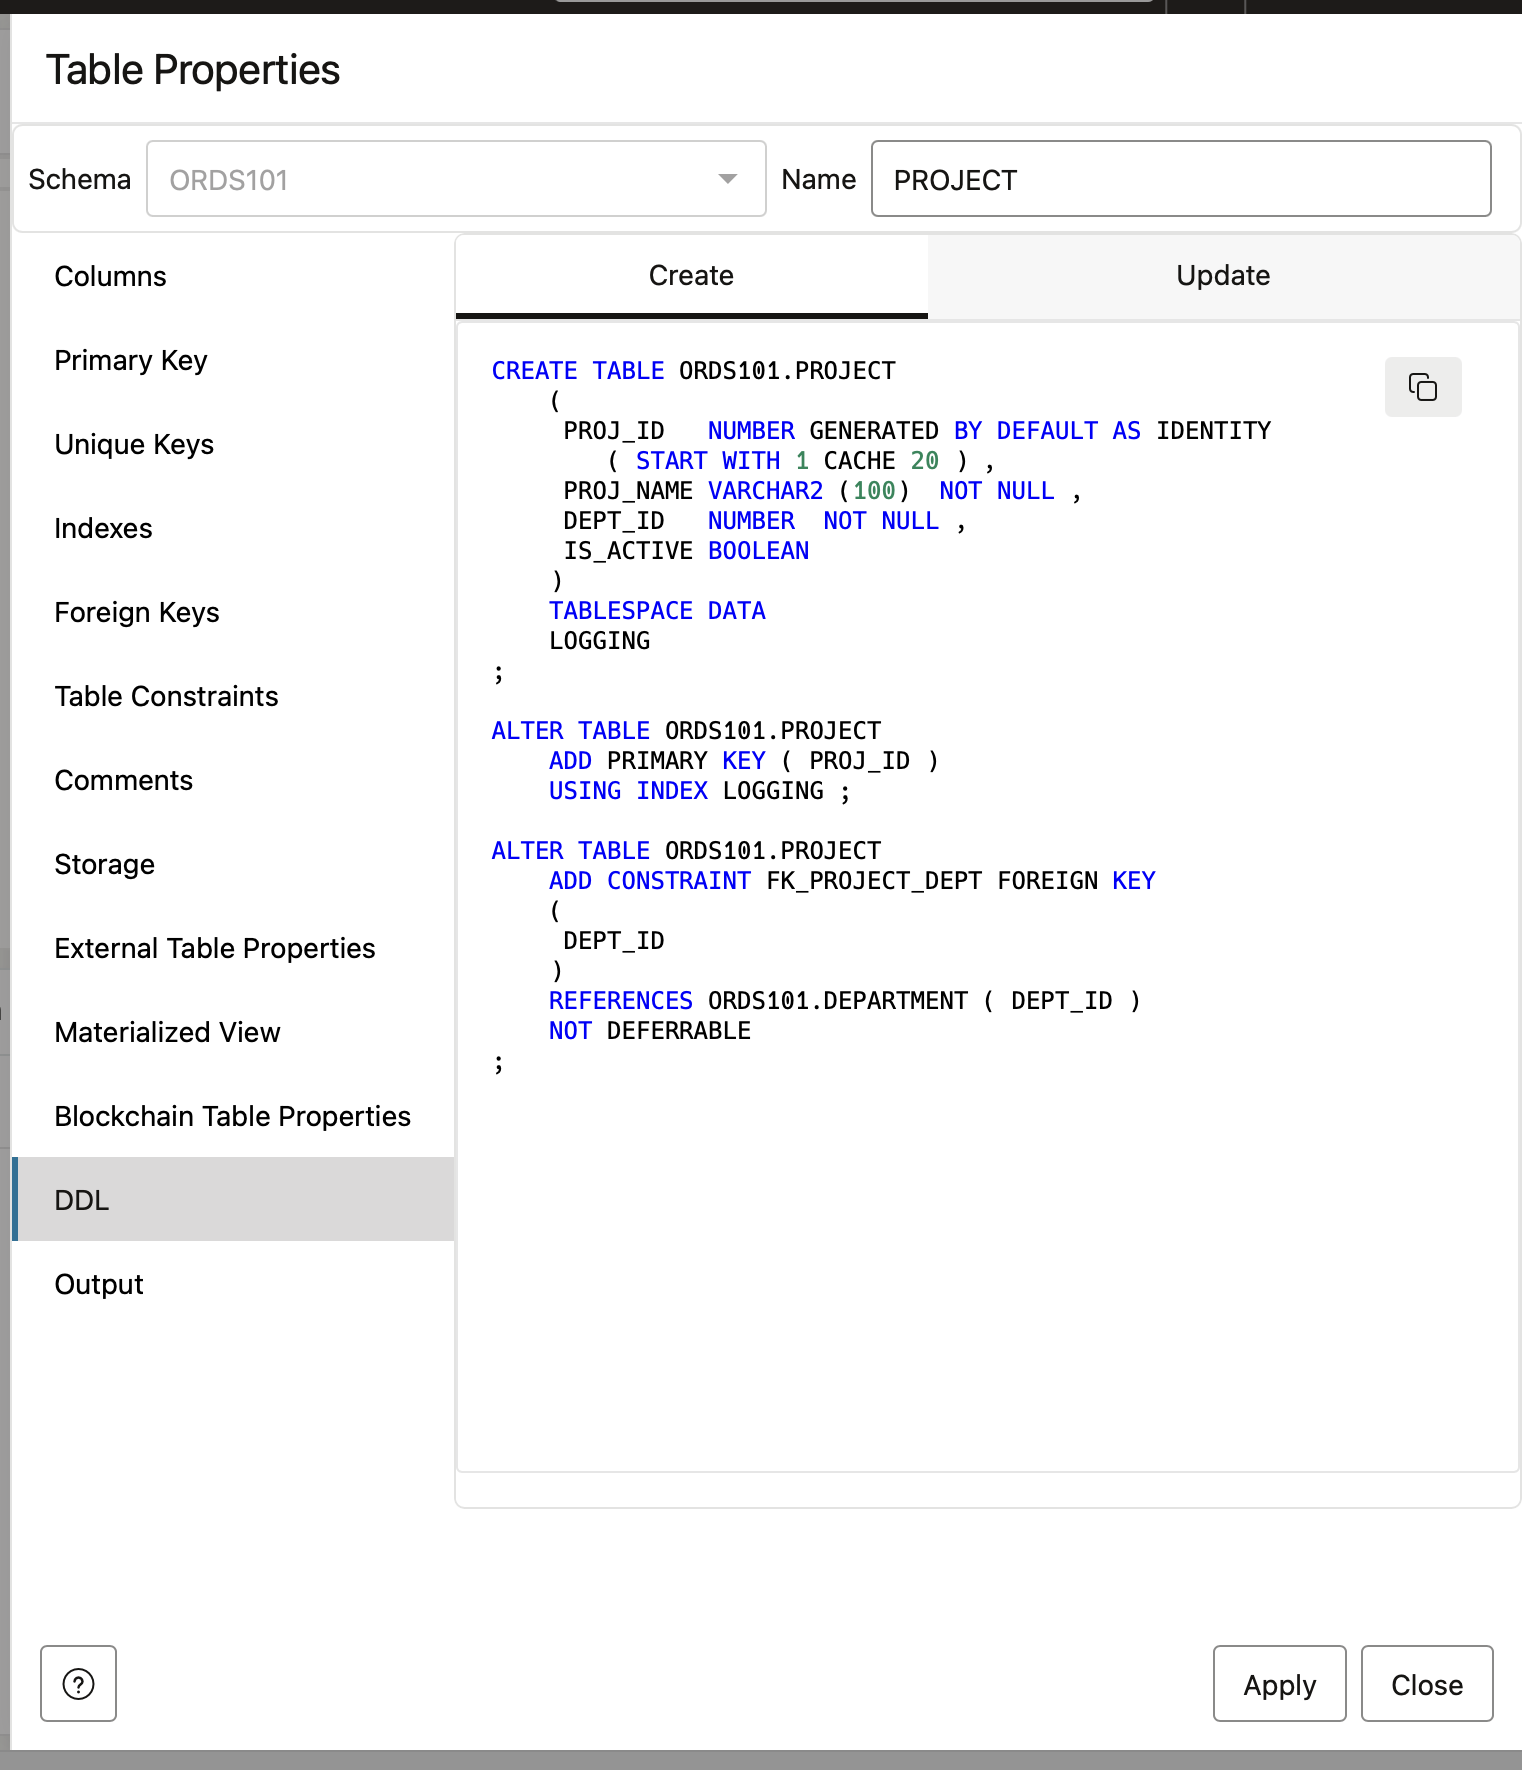 Table Properties
Schema ORDS101 Name PROJECT
Columns
Primary Key
Unique Keys
Indexes
Foreign Keys
Table Constraints
Comments
Storage
External Table Properties
Materialized View
Blockchain Table Properties
DDL
Output
Create Update
CREATE TABLE ORDS101.PROJECT
    (
     PROJ_ID   NUMBER GENERATED BY DEFAULT AS IDENTITY
        ( START WITH 1 CACHE 20 ) ,
     PROJ_NAME VARCHAR2 (100)  NOT NULL ,
     DEPT_ID   NUMBER  NOT NULL ,
     IS_ACTIVE BOOLEAN
    )
    TABLESPACE DATA
    LOGGING
;
ALTER TABLE ORDS101.PROJECT
    ADD PRIMARY KEY ( PROJ_ID )
    USING INDEX LOGGING ;
ALTER TABLE ORDS101.PROJECT
    ADD CONSTRAINT FK_PROJECT_DEPT FOREIGN KEY
    (
     DEPT_ID
    )
    REFERENCES ORDS101.DEPARTMENT ( DEPT_ID )
    NOT DEFERRABLE
;
? Apply Close